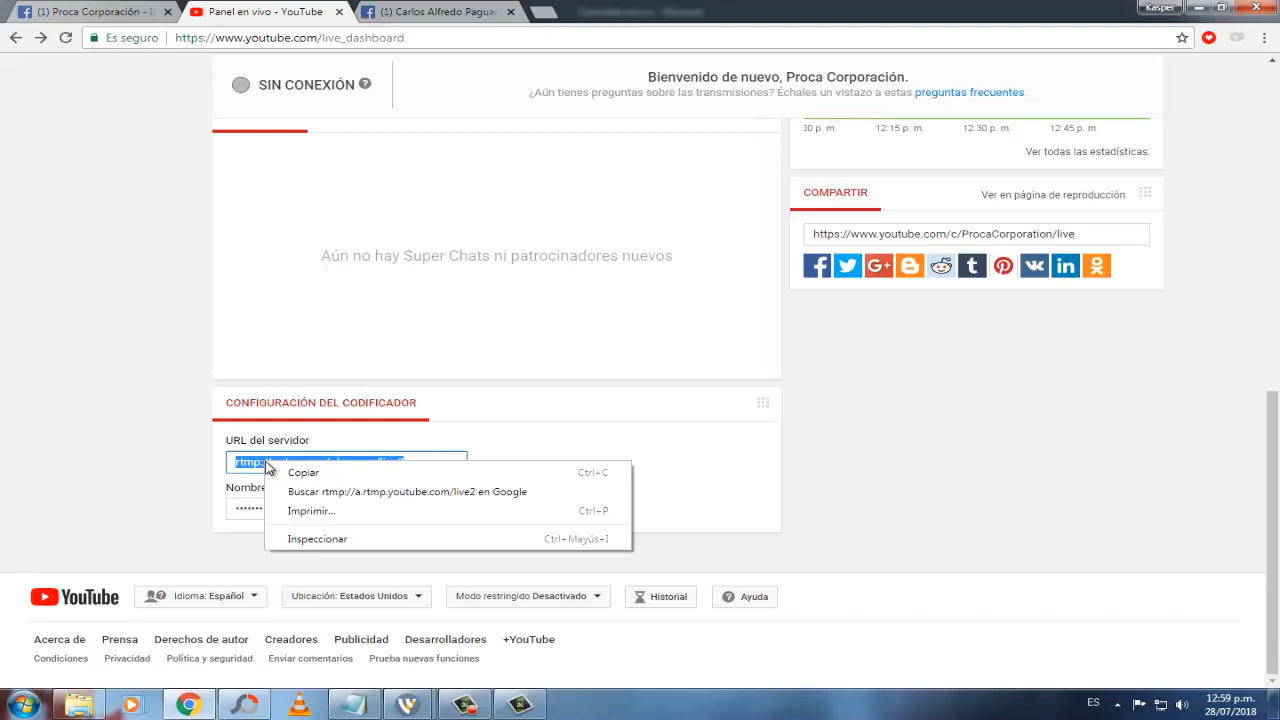 (1) Proca Corporación - I
Panel en vivo - YouTube
(1) Carlos Alfredo Pagua
Kasper
Es seguro
https://www.youtube.com/live_dashboard
SIN CONEXIÓN
Bienvenido de nuevo, Proca Corporación.
¿Aún tienes preguntas sobre las transmisiones? Échales un vistazo a estas preguntas frecuentes.
00 p. m. 12:15 p. m. 12:30 p. m. 12:45 p. m.
Ver todas las estadísticas.
COMPARTIR
Ver en página de reproducción
https://www.youtube.com/c/ProcaCorporation/live
Aún no hay Super Chats ni patrocinadores nuevos
CONFIGURACIÓN DEL CODIFICADOR
URL del servidor
rtmp:
Copiar Ctrl+C
Nombre
Buscar rtmp://a.rtmp.youtube.com/live2 en Google
Imprimir... Ctrl+P
Inspeccionar Ctrl+Mayús+I
YouTube
Idioma: Español
Ubicación: Estados Unidos
Modo restringido Desactivado
Historial
Ayuda
Acerca de Prensa Derechos de autor Creadores Publicidad Desarrolladores +YouTube
Condiciones Privacidad Política y seguridad Enviar comentarios Prueba nuevas funciones
ES
12:59 p.m.
28/07/2018